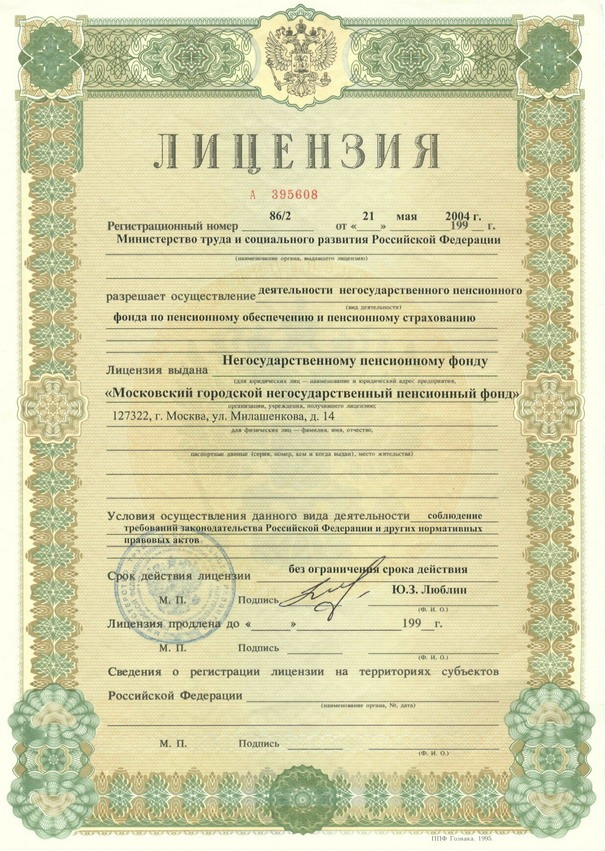 ЛИЦЕНЗИЯ
А 395608
86/2 21 мая 2004 г.
Регистрационный номер от « » 199 г.
Министерство труда и социального развития Российской Федерации
(наименование органа, выдавшего лицензию)
разрешает осуществление деятельности негосударственного пенсионного
(вид деятельности)
фонда по пенсионному обеспечению и пенсионному страхованию
Лицензия выдана Негосударственному пенсионному фонду
(для юридических лиц — наименование и юридический адрес предприятия,
«Московский городской негосударственный пенсионный фонд»
организации, учреждения, получившего лицензию;
127322, г. Москва, ул. Милашенкова, д. 14
для физических лиц — фамилия, имя, отчество,
паспортные данные (серия, номер, кем и когда выдан), место жительства)
Условия осуществления данного вида деятельности соблюдение
требований законодательства Российской Федерации и других нормативных
правовых актов
Срок действия лицензии без ограничения срока действия
М. П. Подпись Ю.З. Люблин
(Ф. И. О.)
Лицензия продлена до « » 199 г.
М. П. Подпись
(Ф. И. О.)
Сведения о регистрации лицензии на территориях субъектов
Российской Федерации
(наименование органа, №, дата)
М. П. Подпись
(Ф. И. О.)
ППФ Гознака. 1995.